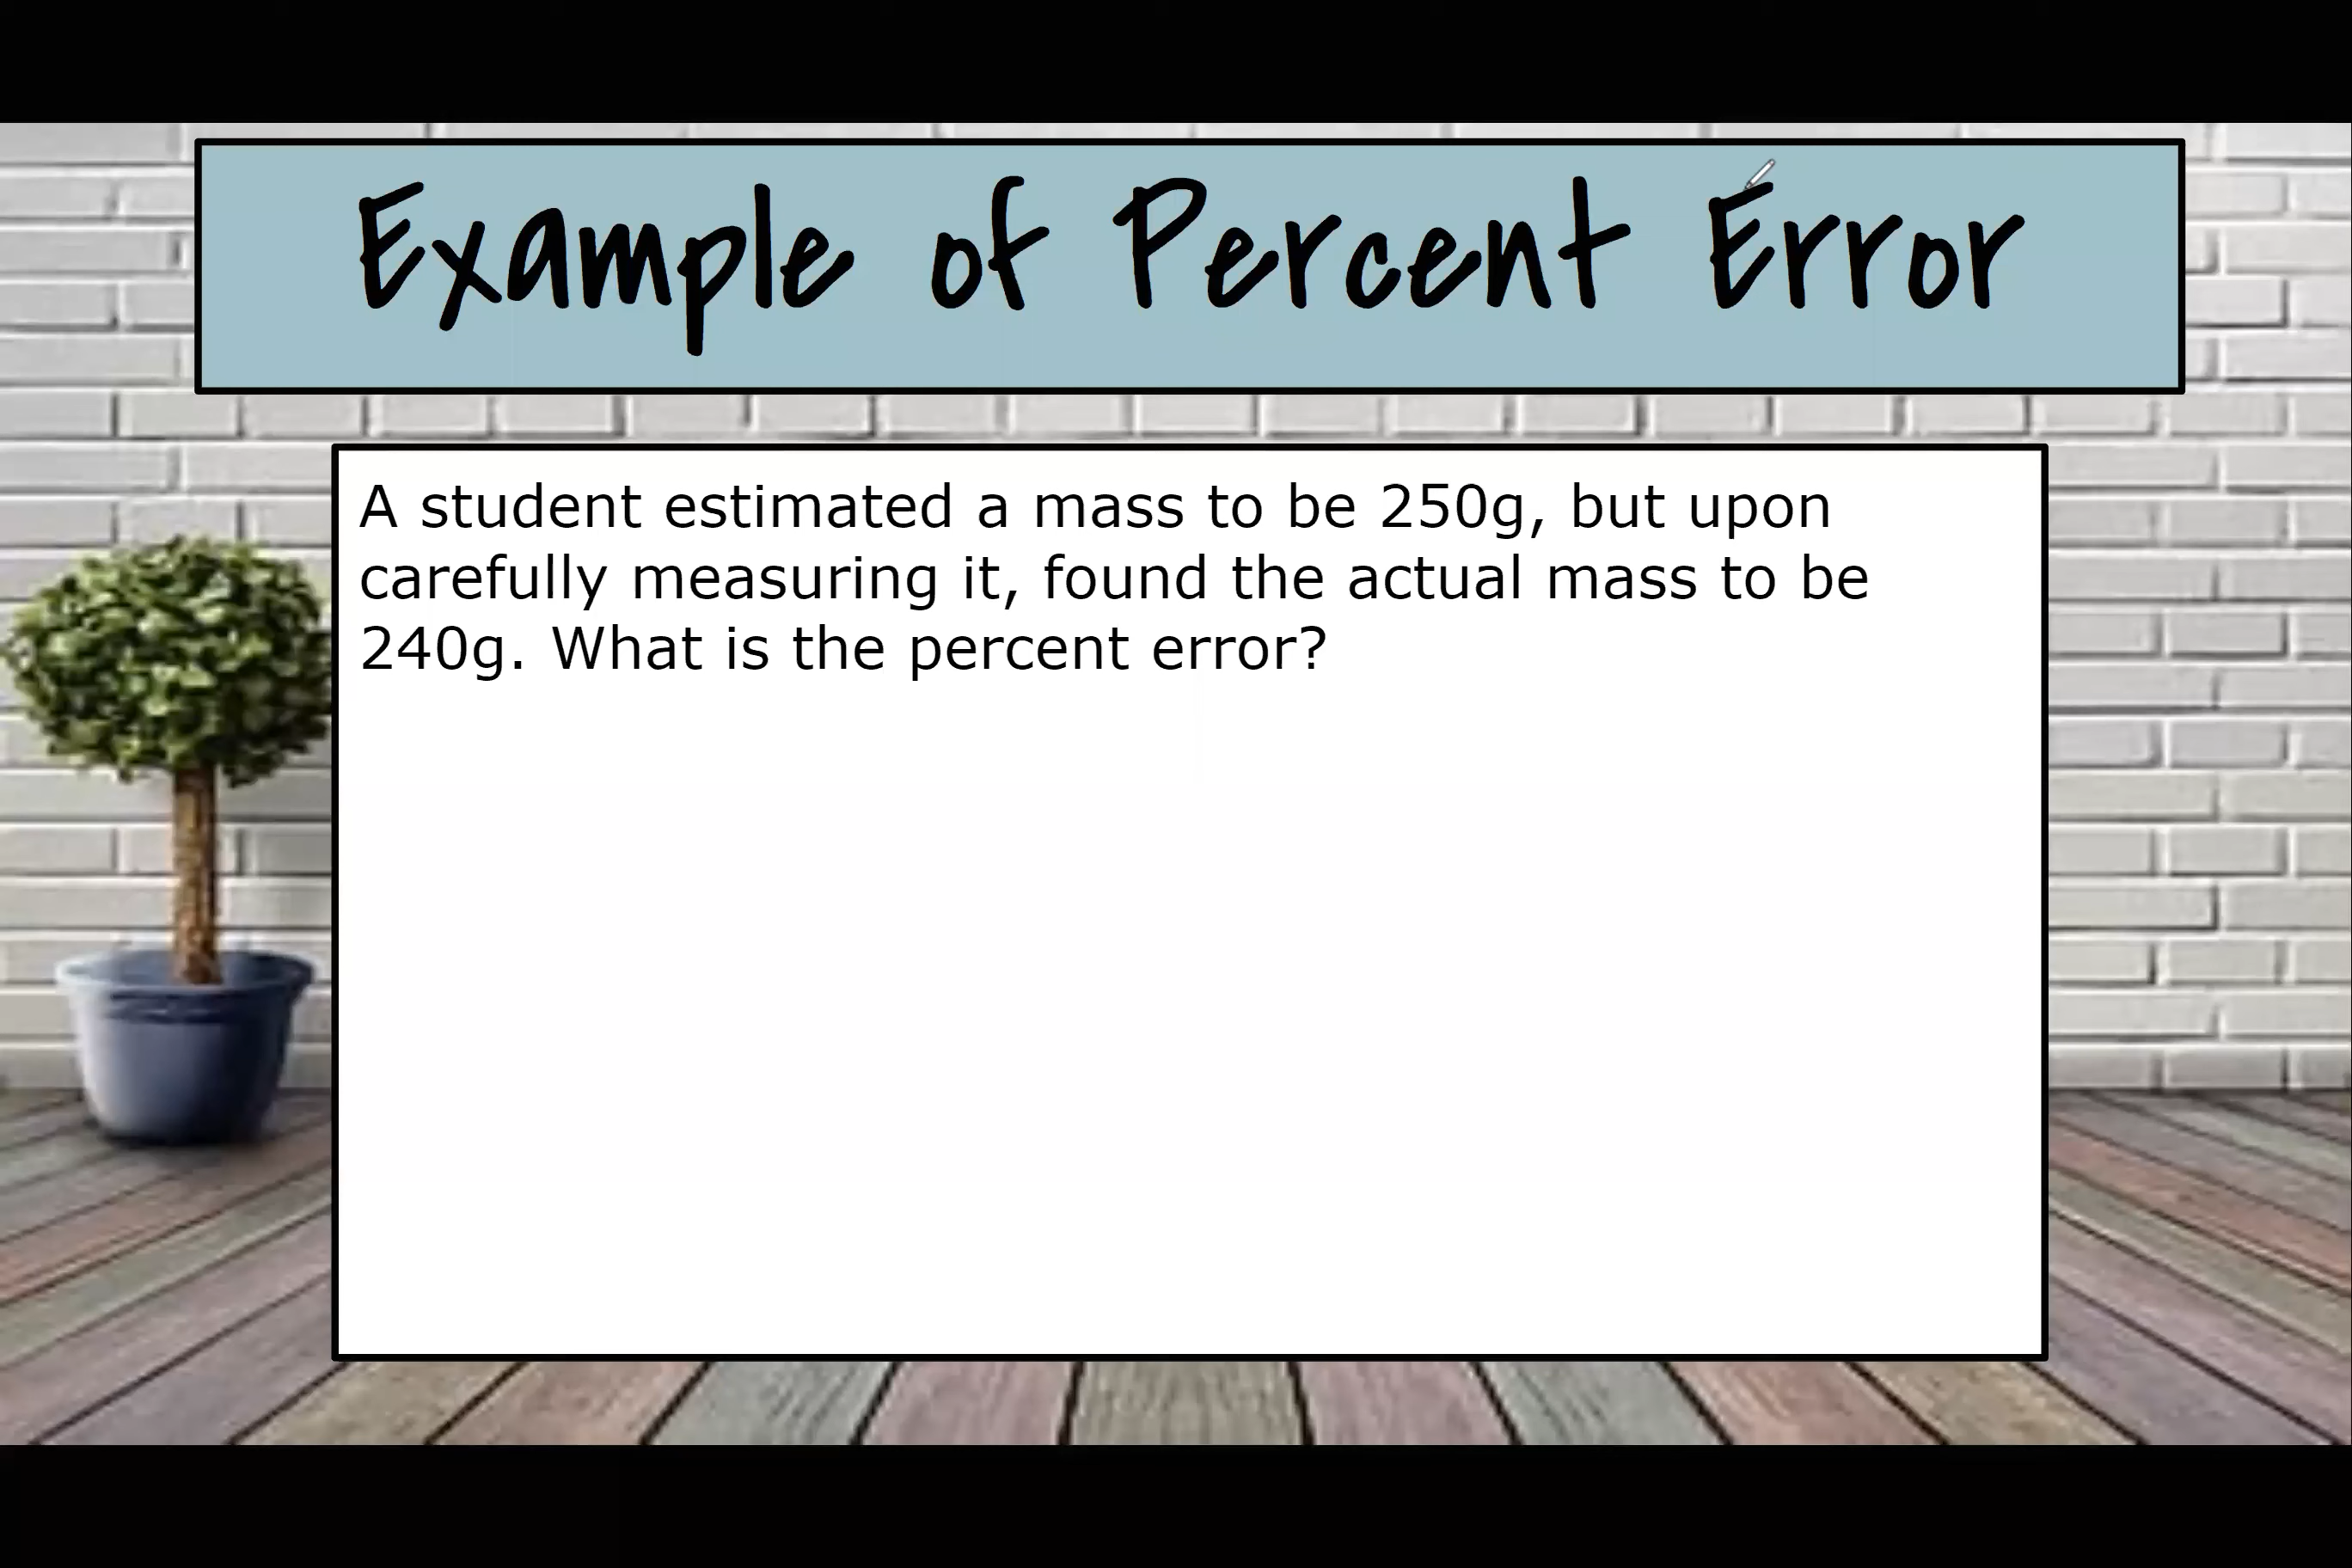 Example of Percent Error
A student estimated a mass to be 250g, but upon
carefully measuring it, found the actual mass to be
240g. What is the percent error?